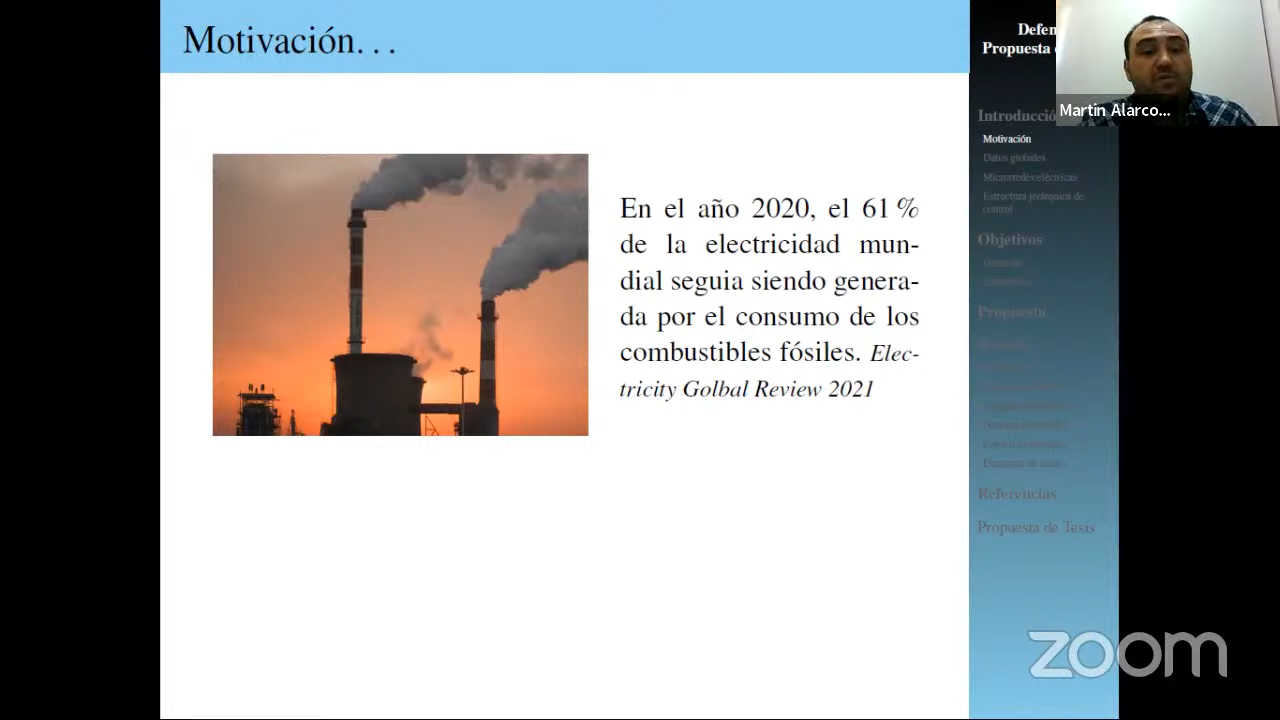 Motivación. . .
En el año 2020, el 61 %
de la electricidad mun-
dial seguia siendo genera-
da por el consumo de los
combustibles fósiles. Elec-
tricity Golbal Review 2021
Defen
Propuesta
Martin Alarco...
Introducció
Motivación
Datos globales
Microrredes eléctricas
Estructura jerárquica de
control
Objetivos
Propuesta
Referencias
Propuesta de Tesis
zoom